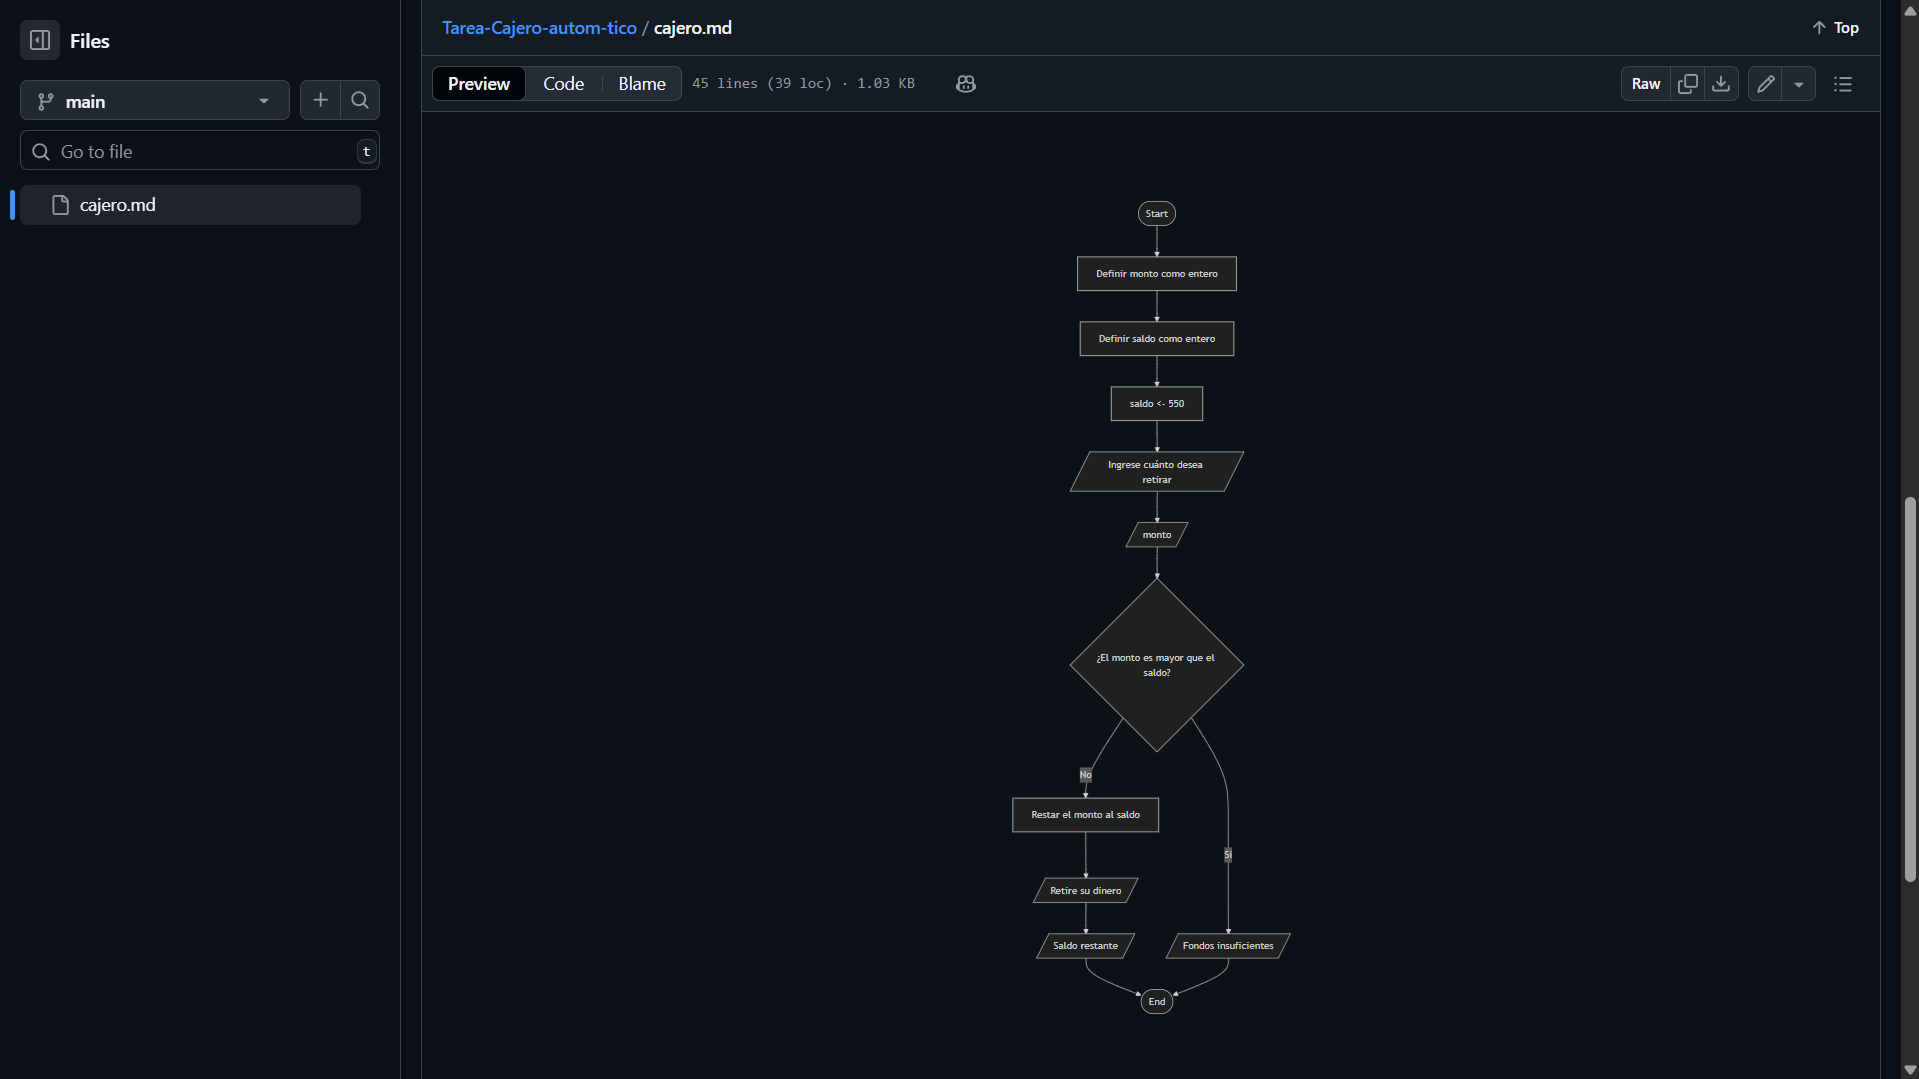 Files
main
Go to file
t
cajero.md
Tarea-Cajero-autom-tico / cajero.md
Top
Preview
Code
Blame
45 lines (39 loc) · 1.03 KB
Raw
Start
Definir monto como entero
Definir saldo como entero
saldo <- 550
Ingrese cuánto desea
retirar
monto
¿El monto es mayor que el
saldo?
No
Restar el monto al saldo
Si
Retire su dinero
Saldo restante
Fondos insuficientes
End